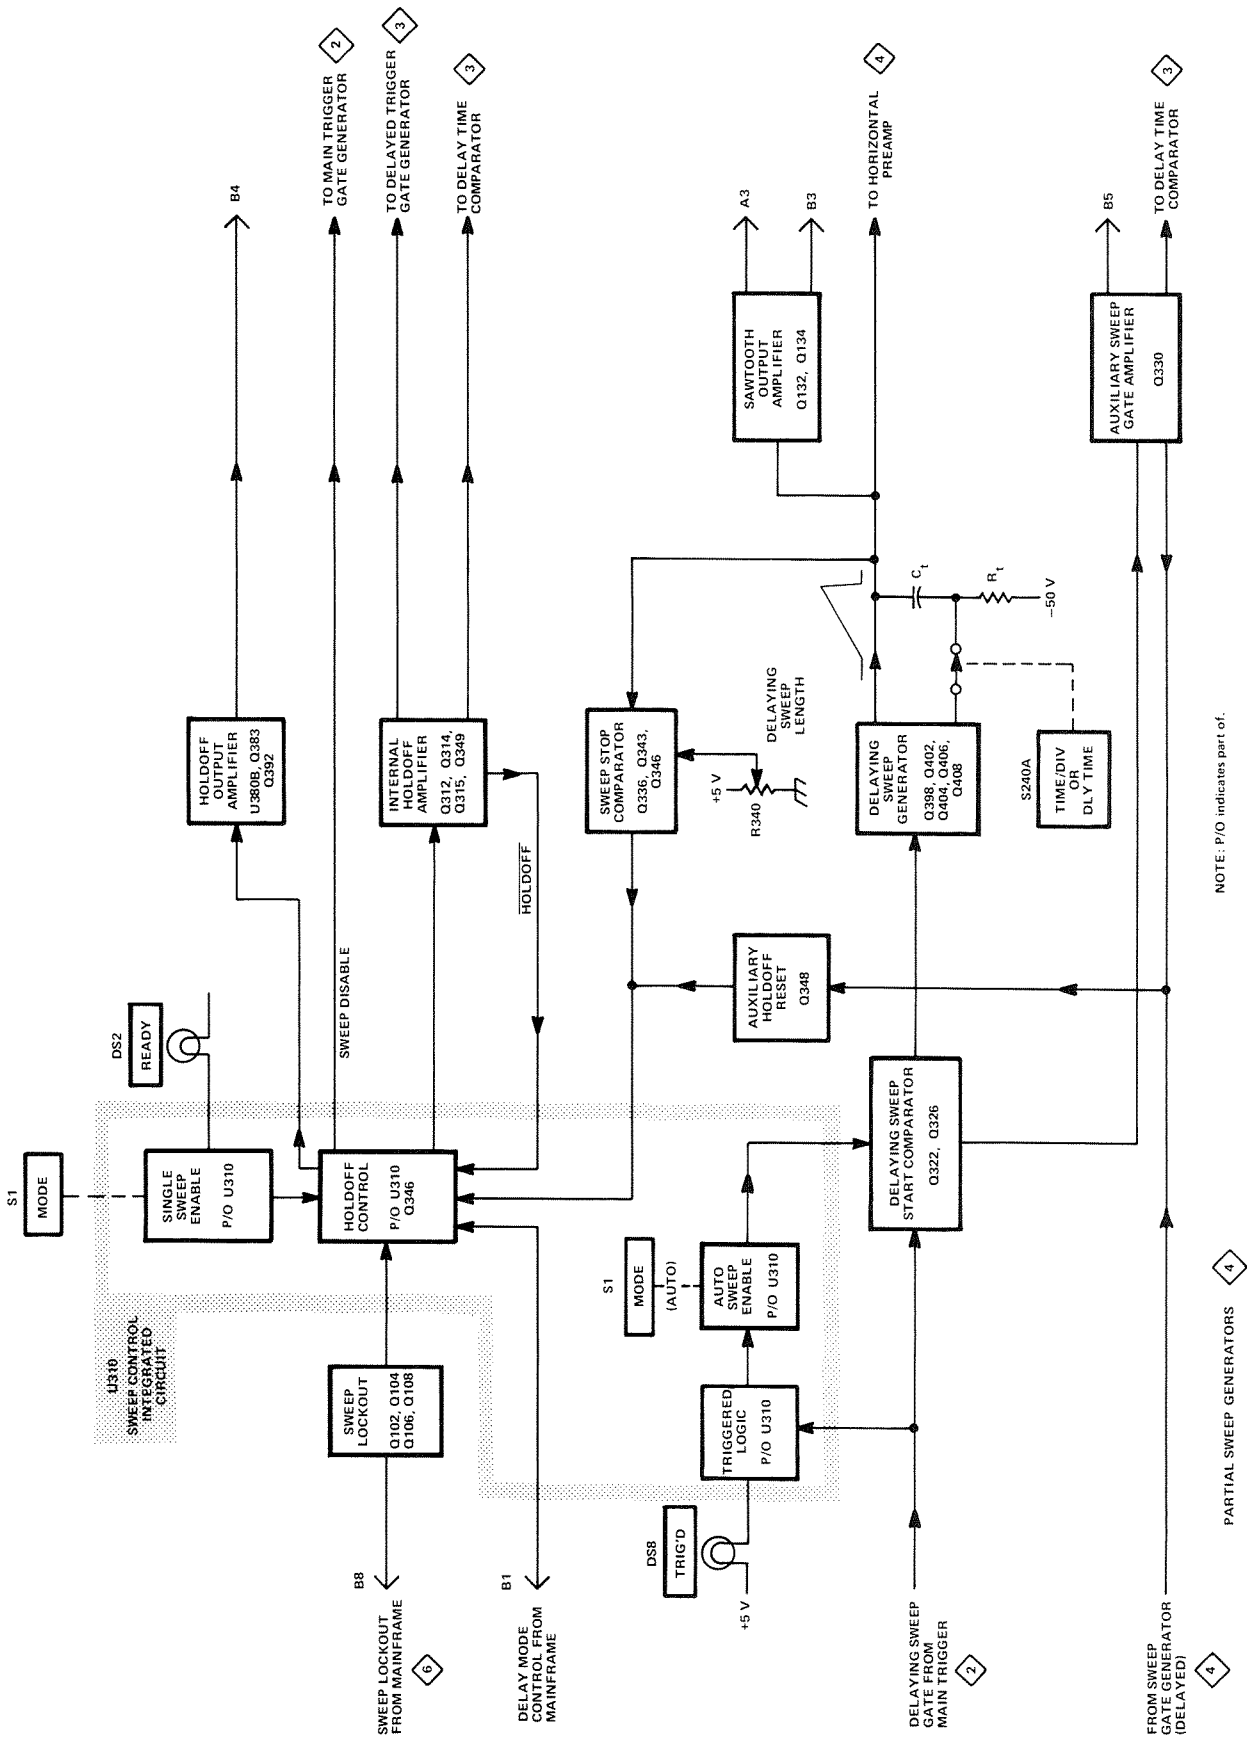 S1
MODE
U310
SWEEP CONTROL
INTEGRATED
CIRCUIT
SINGLE
SWEEP
ENABLE
P/O U310
DS2
READY
HOLDOFF
OUTPUT
AMPLIFIER
U380B, Q383
Q392
B4
B8
SWEEP LOCKOUT
FROM MAINFRAME
6
SWEEP
LOCKOUT
Q102, Q104
Q106, Q108
HOLDOFF
CONTROL
P/O U310
Q346
SWEEP DISABLE
TO MAIN TRIGGER
GATE GENERATOR
2
INTERNAL
HOLDOFF
AMPLIFIER
Q312, Q314,
Q315, Q349
TO DELAYED TRIGGER
GATE GENERATOR
3
TO DELAY TIME
COMPARATOR
3
B1
DELAY MODE
CONTROL FROM
MAINFRAME
HOLDOFF
S1
MODE
(AUTO)
SWEEP STOP
COMPARATOR
Q336, Q343,
Q346
DELAYING
SWEEP
LENGTH
+5 V
R340
DS8
TRIG'D
+5 V
TRIGGERED
LOGIC
P/O U310
AUTO
SWEEP
ENABLE
P/O U310
AUXILIARY
HOLDOFF
RESET
Q348
SAWTOOTH
OUTPUT
AMPLIFIER
Q132, Q134
A3
B3
DELAYING SWEEP
GATE FROM
MAIN TRIGGER
2
DELAYING SWEEP
START COMPARATOR
Q322, Q326
DELAYING
SWEEP
GENERATOR
Q398, Q402,
Q404, Q406,
Q408
Ct
Rt
−50 V
TO HORIZONTAL
PREAMP
4
S240A
TIME/DIV
OR
DLY TIME
AUXILIARY SWEEP
GATE AMPLIFIER
Q330
B5
TO DELAY TIME
COMPARATOR
3
FROM SWEEP
GATE GENERATOR
(DELAYED)
4
PARTIAL SWEEP GENERATORS
4
NOTE: P/O indicates part of.